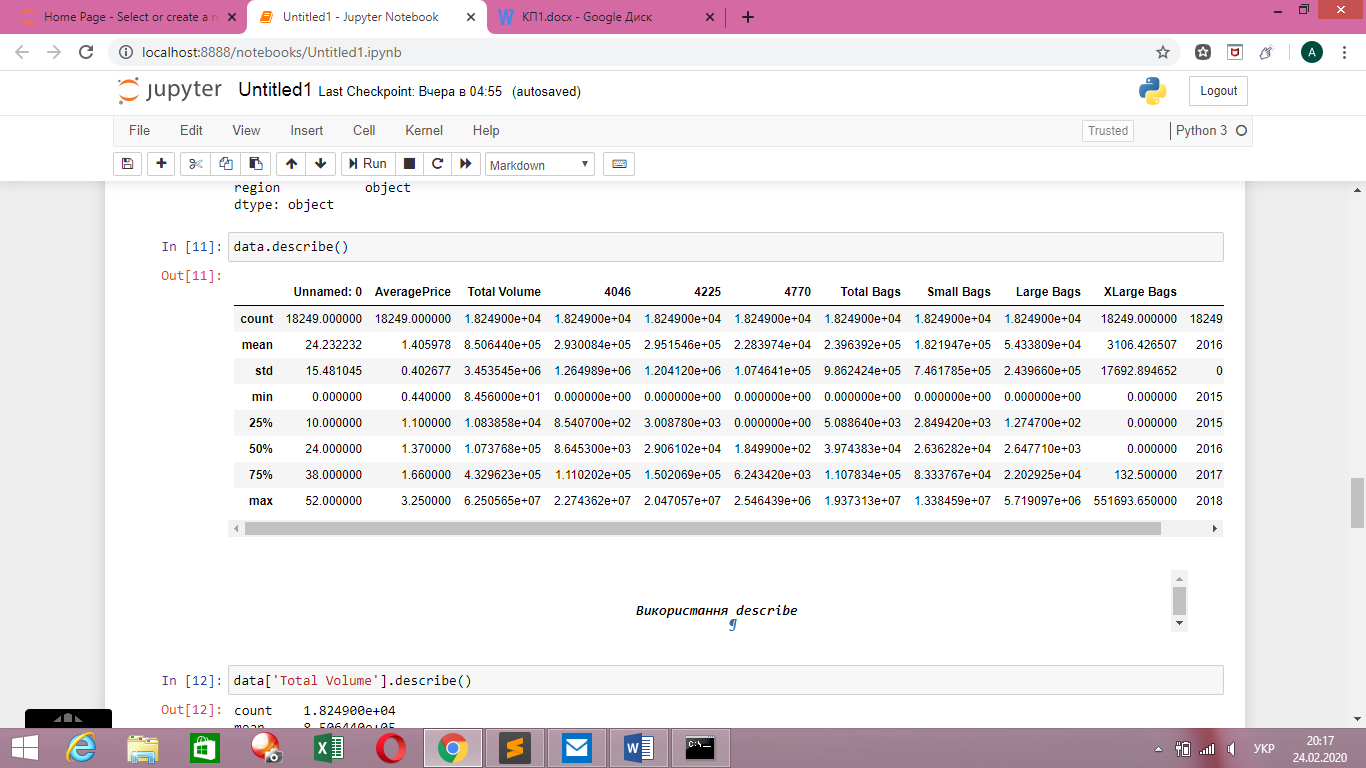 Home Page - Select or create a n
Untitled1 - Jupyter Notebook
КП1.docx - Google Диск
localhost:8888/notebooks/Untitled1.ipynb
A
jupyter Untitled1 Last Checkpoint: Вчера в 04:55 (autosaved)
Logout
File Edit View Insert Cell Kernel Help
Trusted
Python 3
Run
Markdown
region object
dtype: object
In [11]: data.describe()
Out[11]:
Unnamed: 0 AveragePrice Total Volume 4046 4225 4770 Total Bags Small Bags Large Bags XLarge Bags
count 18249.000000 18249.000000 1.824900e+04 1.824900e+04 1.824900e+04 1.824900e+04 1.824900e+04 1.824900e+04 1.824900e+04 18249.000000 18249
mean 24.232232 1.405978 8.506440e+05 2.930084e+05 2.951546e+05 2.283974e+04 2.396392e+05 1.821947e+05 5.433809e+04 3106.426507 2016
std 15.481045 0.402677 3.453545e+06 1.264989e+06 1.204120e+06 1.074641e+05 9.862424e+05 7.461785e+05 2.439660e+05 17692.894652 0
min 0.000000 0.440000 8.456000e+01 0.000000e+00 0.000000e+00 0.000000e+00 0.000000e+00 0.000000e+00 0.000000e+00 0.000000 2015
25% 10.000000 1.100000 1.083858e+04 8.540700e+02 3.008780e+03 0.000000e+00 5.088640e+03 2.849420e+03 1.274700e+02 0.000000 2015
50% 24.000000 1.370000 1.073768e+05 8.645300e+03 2.906102e+04 1.849900e+02 3.974383e+04 2.636282e+04 2.647710e+03 0.000000 2016
75% 38.000000 1.660000 4.329623e+05 1.110202e+05 1.502069e+05 6.243420e+03 1.107834e+05 8.333767e+04 2.202925e+04 132.500000 2017
max 52.000000 3.250000 6.250565e+07 2.274362e+07 2.047057e+07 2.546439e+06 1.937313e+07 1.338459e+07 5.719097e+06 551693.650000 2018
Використання describe
¶
In [12]: data['Total Volume'].describe()
Out[12]: count 1.824900e+04
mean 8.506440e+05
УКР
20:17
24.02.2020